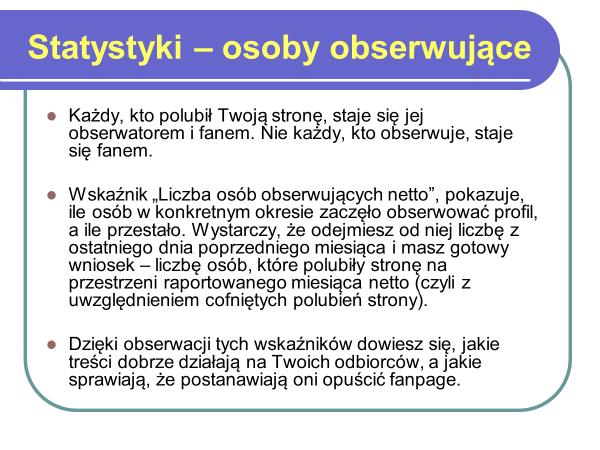 Statystyki – osoby obserwujące
Każdy, kto polubił Twoją stronę, staje się jej
obserwatorem i fanem. Nie każdy, kto obserwuje, staje
się fanem.
Wskaźnik „Liczba osób obserwujących netto”, pokazuje,
ile osób w konkretnym okresie zaczęło obserwować profil,
a ile przestało. Wystarczy, że odejmiesz od niej liczbę z
ostatniego dnia poprzedniego miesiąca i masz gotowy
wniosek – liczbę osób, które polubiły stronę na
przestrzeni raportowanego miesiąca netto (czyli z
uwzględnieniem cofniętych polubień strony).
Dzięki obserwacji tych wskaźników dowiesz się, jakie
treści dobrze działają na Twoich odbiorców, a jakie
sprawiają, że postanawiają oni opuścić fanpage.